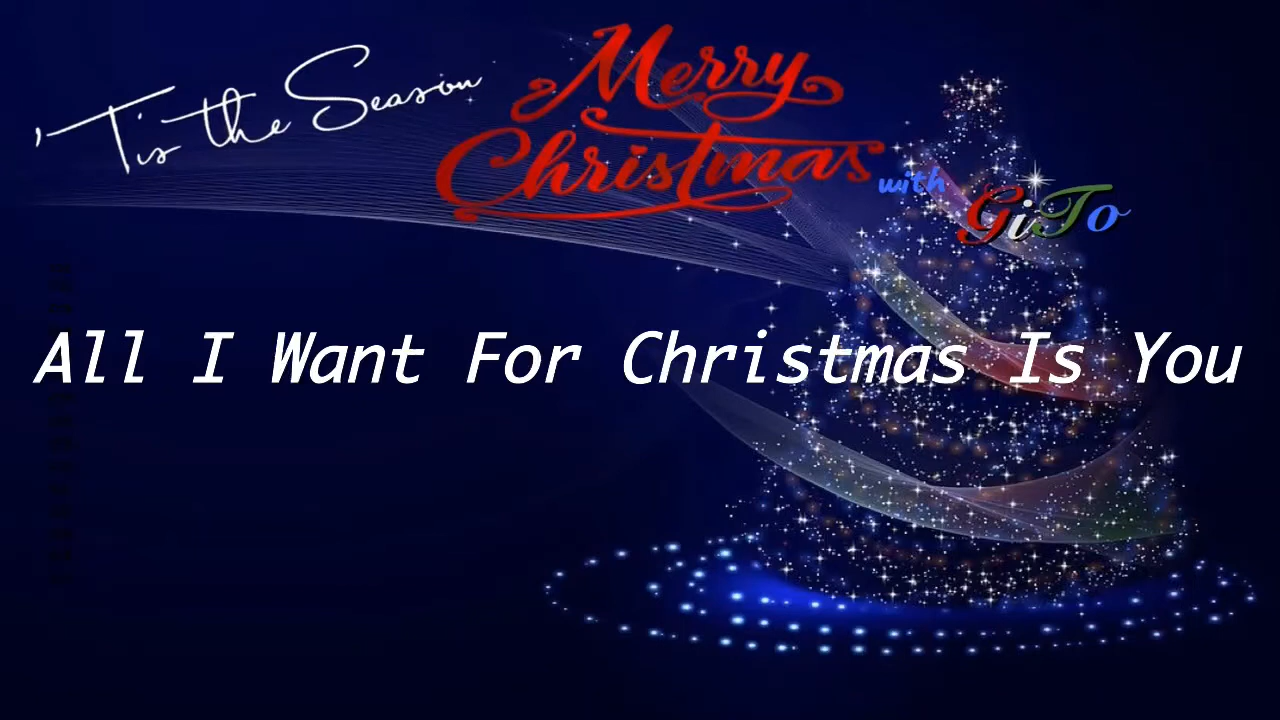 'Tis the Season
Merry
Christmas
with
GiTo
All I Want For Christmas Is You